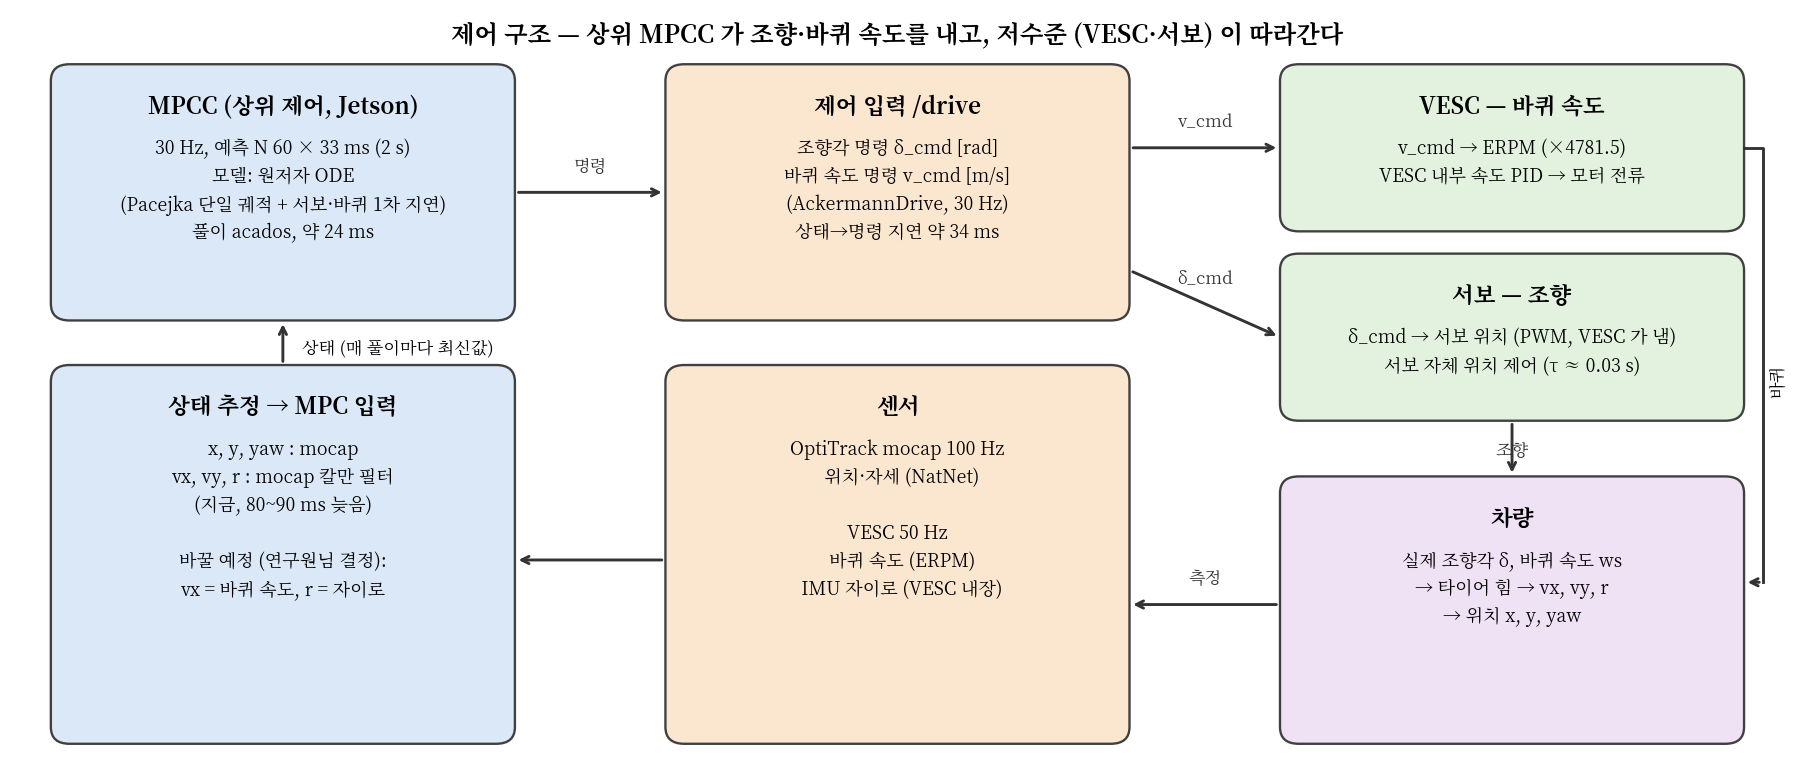 제어 구조 — 상위 MPCC 가 조향·바퀴 속도를 내고, 저수준 (VESC·서보) 이 따라간다
MPCC (상위 제어, Jetson)
30 Hz, 예측 N 60 × 33 ms (2 s)
모델: 원저자 ODE
(Pacejka 단일 궤적 + 서보·바퀴 1차 지연)
풀이 acados, 약 24 ms
명령
제어 입력 /drive
조향각 명령 δ_cmd [rad]
바퀴 속도 명령 v_cmd [m/s]
(AckermannDrive, 30 Hz)
상태→명령 지연 약 34 ms
v_cmd
δ_cmd
VESC — 바퀴 속도
v_cmd → ERPM (×4781.5)
VESC 내부 속도 PID → 모터 전류
서보 — 조향
δ_cmd → 서보 위치 (PWM, VESC 가 냄)
서보 자체 위치 제어 (τ ≈ 0.03 s)
바퀴
조향
상태 (매 풀이마다 최신값)
상태 추정 → MPC 입력
x, y, yaw : mocap
vx, vy, r : mocap 칼만 필터
(지금, 80~90 ms 늦음)
바꿀 예정 (연구원님 결정):
vx = 바퀴 속도, r = 자이로
센서
OptiTrack mocap 100 Hz
위치·자세 (NatNet)
VESC 50 Hz
바퀴 속도 (ERPM)
IMU 자이로 (VESC 내장)
측정
차량
실제 조향각 δ, 바퀴 속도 ws
→ 타이어 힘 → vx, vy, r
→ 위치 x, y, yaw